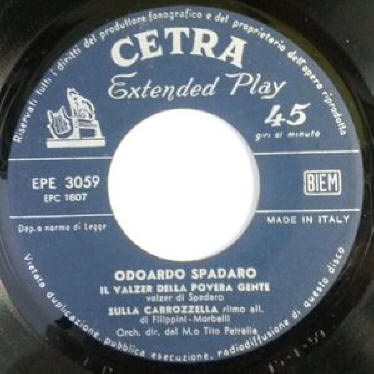 Riservati tutti i diritti del produttore fonografico e del proprietario dell'opera riprodotta
CETRA
Extended Play
45
giri al minuto
EPE 3059
EPC 1607
BIEM
MADE IN ITALY
Dep. a norma di Legge
ODOARDO SPADARO
IL VALZER DELLA POVERA GENTE
valzer di Spadaro
SULLA CARROZZELLA ritmo all.
di Filippini - Morbelli
Orch. dir. dal M.o Tito Petralia
Vietata duplicazione, pubblica esecuzione, radiodiffusione di questo disco